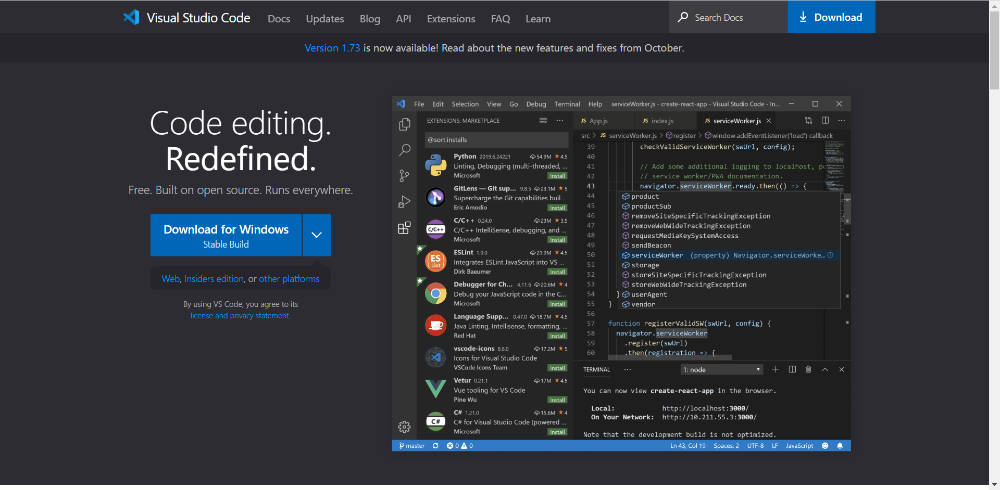 Visual Studio Code Docs Updates Blog API Extensions FAQ Learn Search Docs Download
Version 1.73 is now available! Read about the new features and fixes from October.
Code editing.
Redefined.
Free. Built on open source. Runs everywhere.
Download for Windows
Stable Build
Web, Insiders edition, or other platforms
By using VS Code, you agree to its
license and privacy statement.
File Edit Selection View Go Debug Terminal Help serviceWorker.js - create-react-app - Visual Studio Code - In...
EXTENSIONS: MARKETPLACE
@sort:installs
Python 2019.6.24221 54.9M ★ 4.5
Linting, Debugging (multi-threaded, ...
Microsoft Install
GitLens — Git sup... 9.8.5 23.1M ★ 5
Supercharge the Git capabilities buil...
Eric Amodio Install
C/C++
C/C++ 0.24.0 23M ★ 3.5
C/C++ IntelliSense, debugging, and ...
Microsoft Install
ES
Lint
ESLint 1.9.0 21.9M ★ 4.5
Integrates ESLint JavaScript into VS ...
Dirk Baeumer Install
Debugger for Ch... 4.11.6 20.6M ★ 4
Debug your JavaScript code in the C...
Microsoft Install
Language Supp... 0.47.0 18.7M ★ 4.5
Java Linting, Intellisense, formatting, ...
Red Hat Install
vscode-icons 8.8.0 17.2M ★ 5
Icons for Visual Studio Code
VSCode Icons Team Install
Vetur 0.21.1 17M ★ 4.5
Vue tooling for VS Code
Pine Wu Install
C#
C# 1.21.0 15.6M ★ 4
C# for Visual Studio Code (powered ...
Microsoft Install
JS App.js JS index.js JS serviceWorker.js
src > JS serviceWorker.js > register > window.addEventListener('load') callback
39 checkValidServiceWorker(swUrl, config);
40
41 // Add some additional logging to localhost, p
42 // service worker/PWA documentation.
43 navigator.serviceWorker.ready.then(() => {
44 product
45 productSub
46 removeSiteSpecificTrackingException
47 removeWebWideTrackingException
48 requestMediaKeySystemAccess
49 sendBeacon
50 serviceWorker (property) Navigator.serviceWorke...
51 storage
52 storeSiteSpecificTrackingException
53 storeWebWideTrackingException
54 } userAgent
55 } vendor
56
57 function registerValidSW(swUrl, config) {
58 navigator.serviceWorker
59 .register(swUrl)
60 .then(registration => {
TERMINAL ... 1: node
You can now view create-react-app in the browser.
Local: http://localhost:3000/
On Your Network: http://10.211.55.3:3000/
Note that the development build is not optimized.
master 0 0 Ln 43, Col 19 Spaces: 2 UTF-8 LF JavaScript